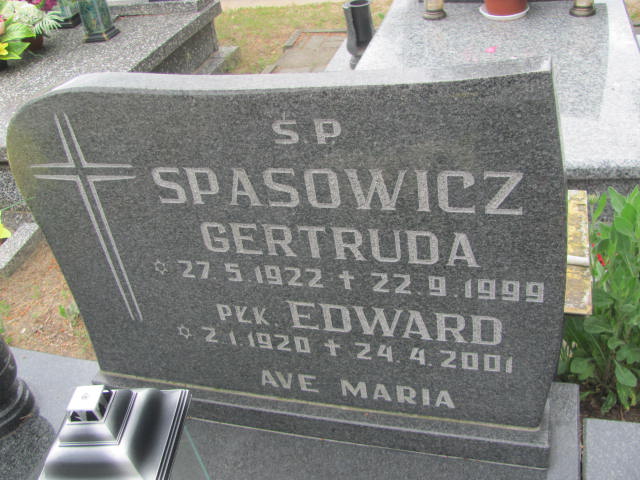 Ś.P.
SPASOWICZ
GERTRUDA
✡ 27.5.1922 ✝ 22.9.1999
PŁK. EDWARD
✡ 2.1.1920 ✝ 24.4.2001
AVE MARIA